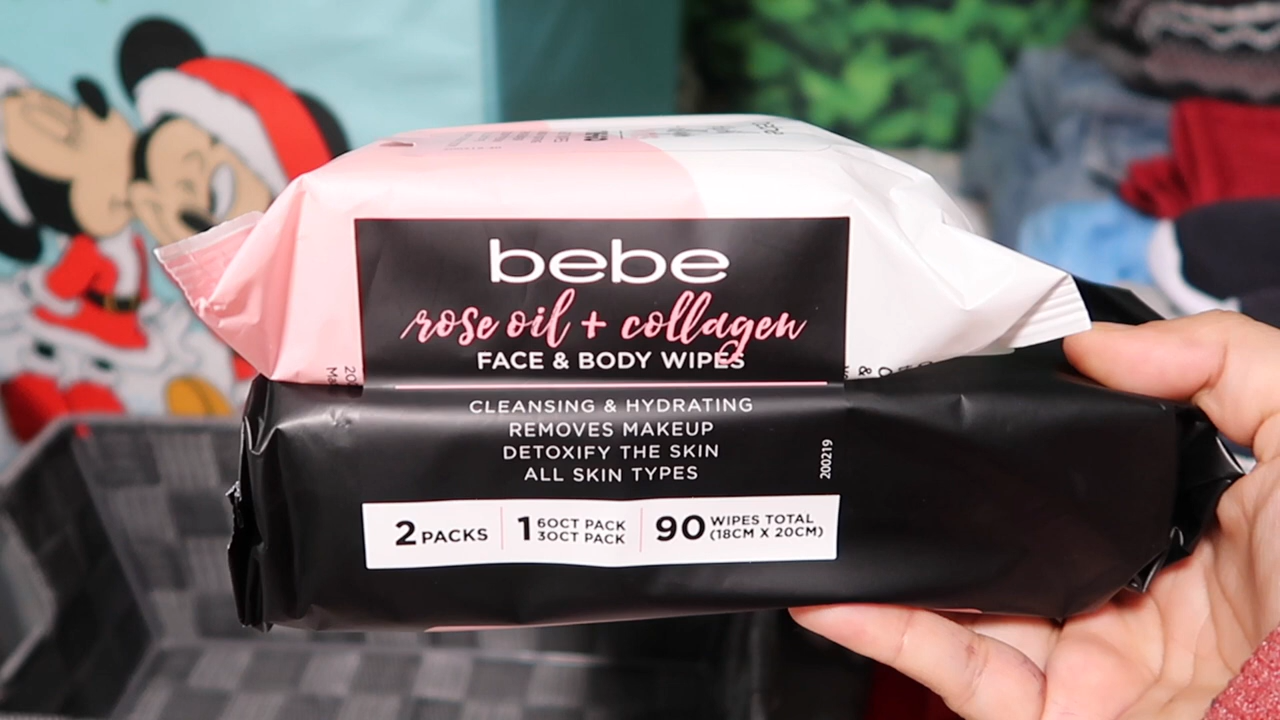 bebe
rose oil + collagen
FACE & BODY WIPES
CLEANSING & HYDRATING
REMOVES MAKEUP
DETOXIFY THE SKIN
ALL SKIN TYPES
200219
2 PACKS
1 60CT PACK
30CT PACK
90 WIPES TOTAL
(18CM X 20CM)